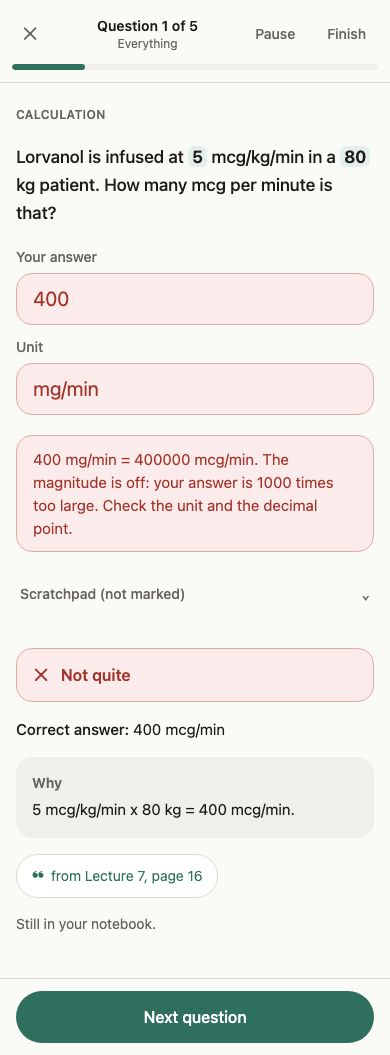 Question 1 of 5
Everything
Pause
Finish
CALCULATION
Lorvanol is infused at 5 mcg/kg/min in a 80
kg patient. How many mcg per minute is
that?
Your answer
400
Unit
mg/min
400 mg/min = 400000 mcg/min. The
magnitude is off: your answer is 1000 times
too large. Check the unit and the decimal
point.
Scratchpad (not marked)
Not quite
Correct answer: 400 mcg/min
Why
5 mcg/kg/min x 80 kg = 400 mcg/min.
❝ from Lecture 7, page 16
Still in your notebook.
Next question